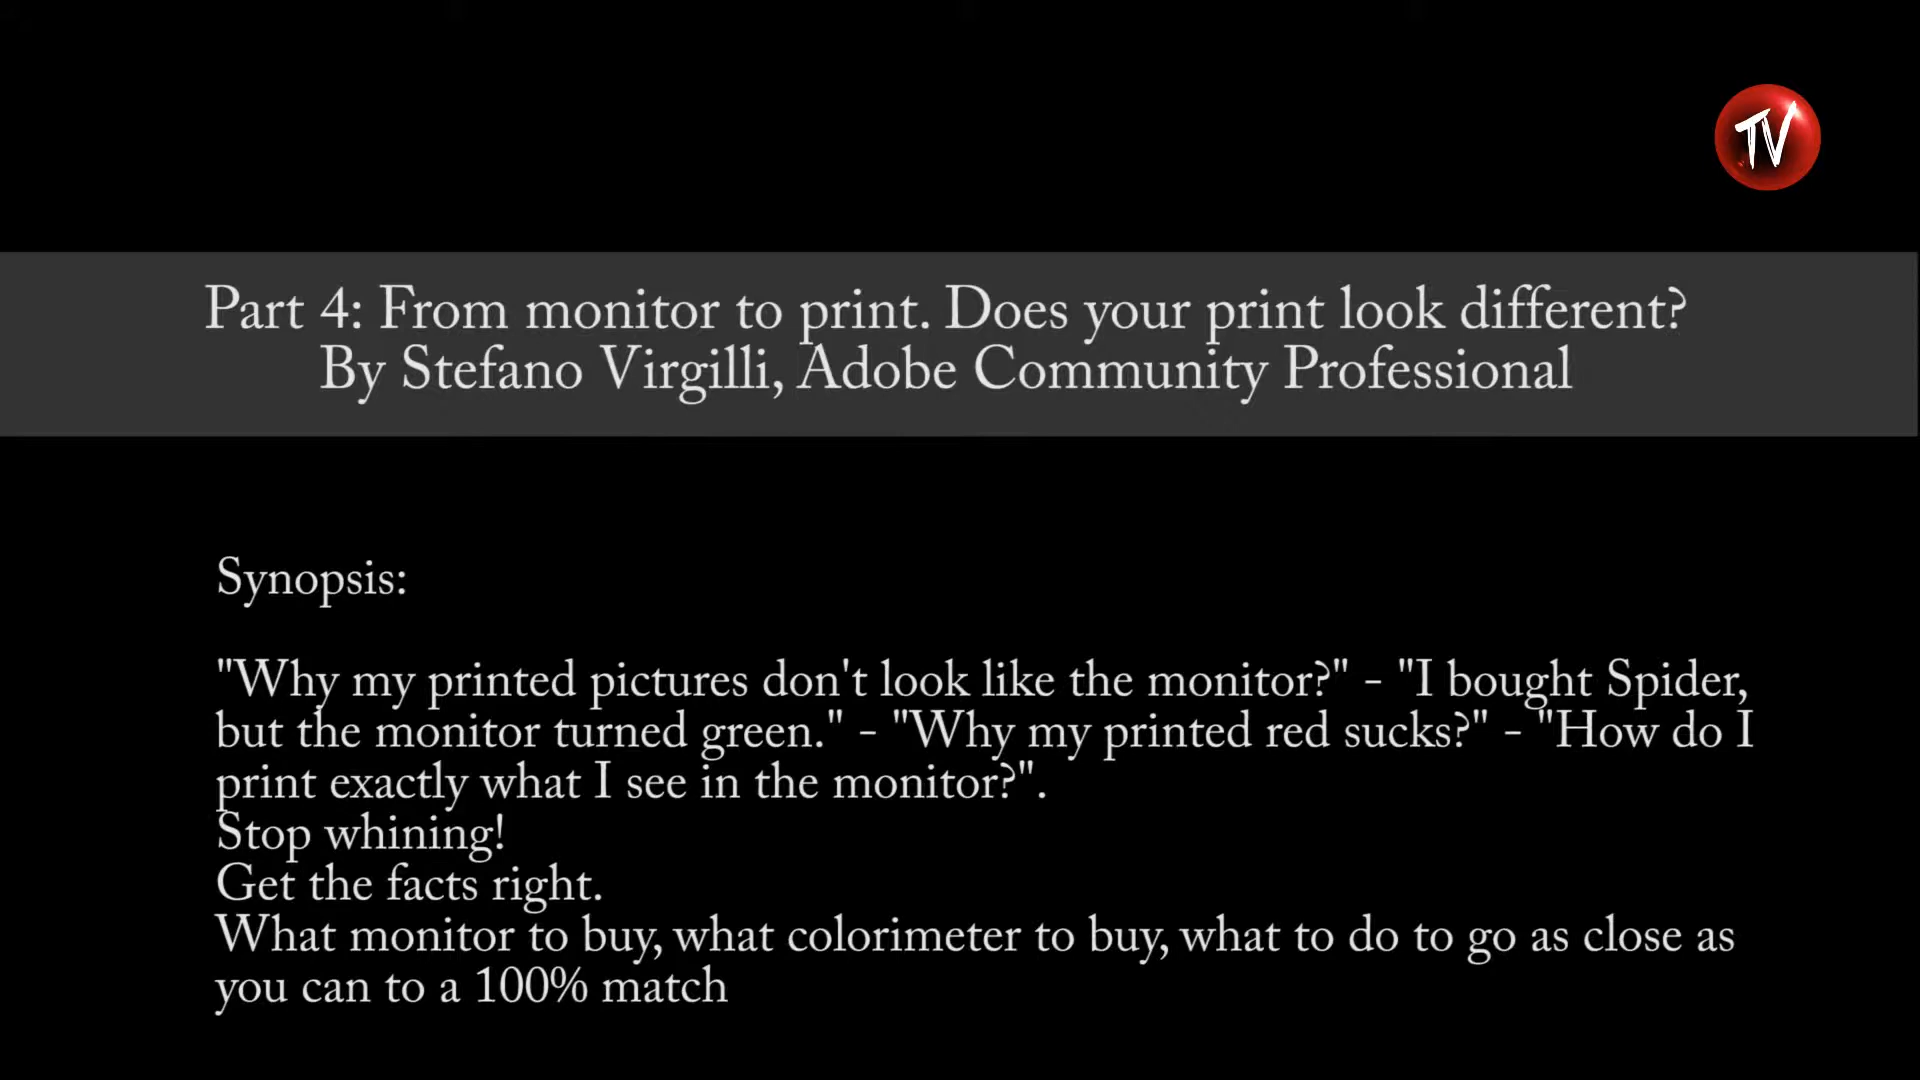 TV
Part 4: From monitor to print. Does your print look different?
By Stefano Virgilli, Adobe Community Professional
Synopsis:
"Why my printed pictures don't look like the monitor?" - "I bought Spider,
but the monitor turned green." - "Why my printed red sucks?" - "How do I
print exactly what I see in the monitor?".
Stop whining!
Get the facts right.
What monitor to buy, what colorimeter to buy, what to do to go as close as
you can to a 100% match